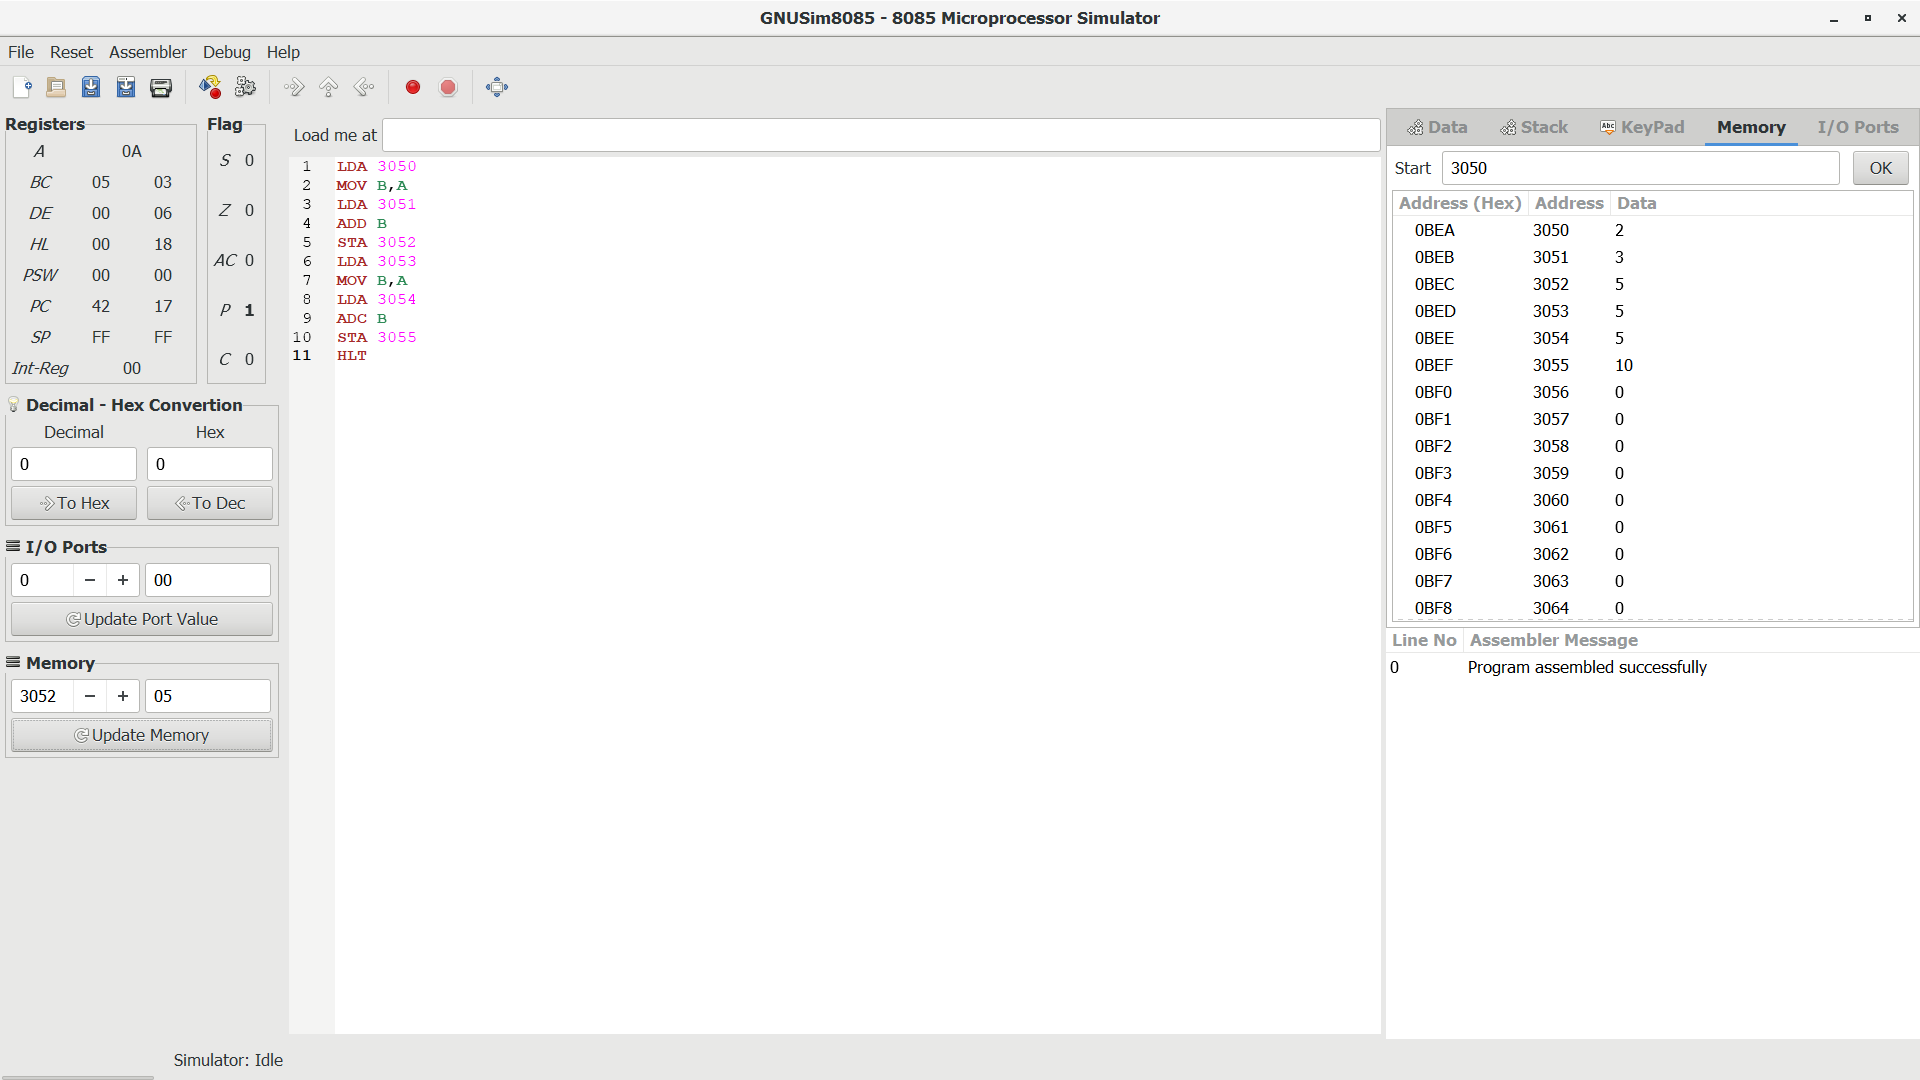 GNUSim8085 - 8085 Microprocessor Simulator
File Reset Assembler Debug Help
Registers
A 0A
BC 05 03
DE 00 06
HL 00 18
PSW 00 00
PC 42 17
SP FF FF
Int-Reg 00
Flag
S 0
Z 0
AC 0
P 1
C 0
Decimal - Hex Convertion
Decimal Hex
0 0
To Hex To Dec
I/O Ports
0 − + 00
Update Port Value
Memory
3052 − + 05
Update Memory
Load me at
1 LDA 3050
2 MOV B,A
3 LDA 3051
4 ADD B
5 STA 3052
6 LDA 3053
7 MOV B,A
8 LDA 3054
9 ADC B
10 STA 3055
11 HLT
Data Stack Abc KeyPad Memory I/O Ports
Start 3050 OK
Address (Hex) Address Data
0BEA 3050 2
0BEB 3051 3
0BEC 3052 5
0BED 3053 5
0BEE 3054 5
0BEF 3055 10
0BF0 3056 0
0BF1 3057 0
0BF2 3058 0
0BF3 3059 0
0BF4 3060 0
0BF5 3061 0
0BF6 3062 0
0BF7 3063 0
0BF8 3064 0
Line No Assembler Message
0 Program assembled successfully
Simulator: Idle